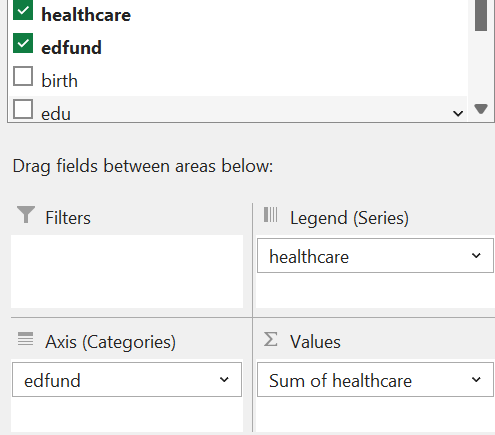 healthcare
edfund
birth
edu
Drag fields between areas below:
Filters
Legend (Series)
healthcare
Axis (Categories)
Values
edfund
Sum of healthcare